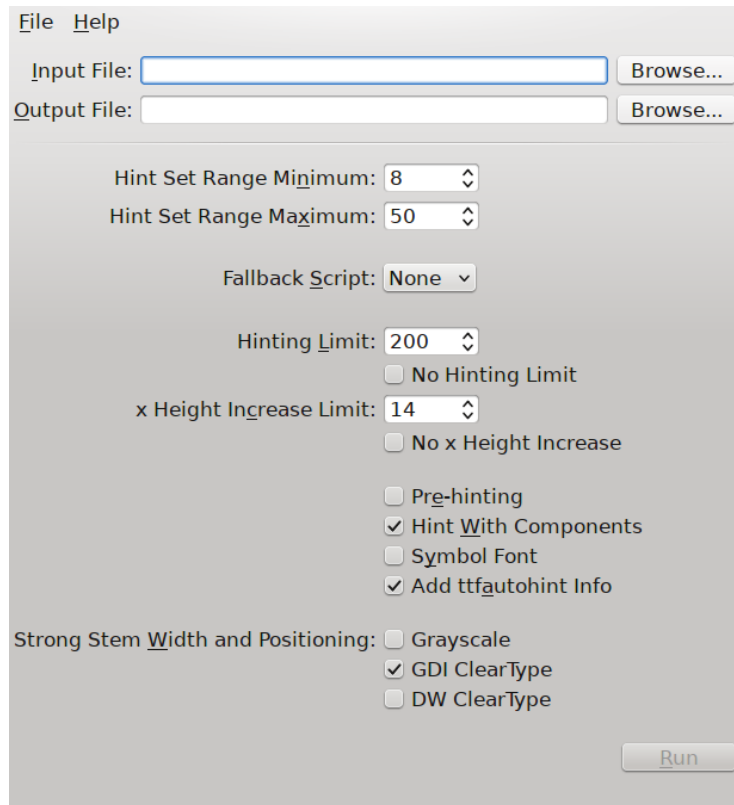 File Help
Input File: Browse...
Output File: Browse...
Hint Set Range Minimum: 8
Hint Set Range Maximum: 50
Fallback Script: None
Hinting Limit: 200
No Hinting Limit
x Height Increase Limit: 14
No x Height Increase
Pre-hinting
Hint With Components
Symbol Font
Add ttfautohint Info
Strong Stem Width and Positioning: Grayscale
GDI ClearType
DW ClearType
Run